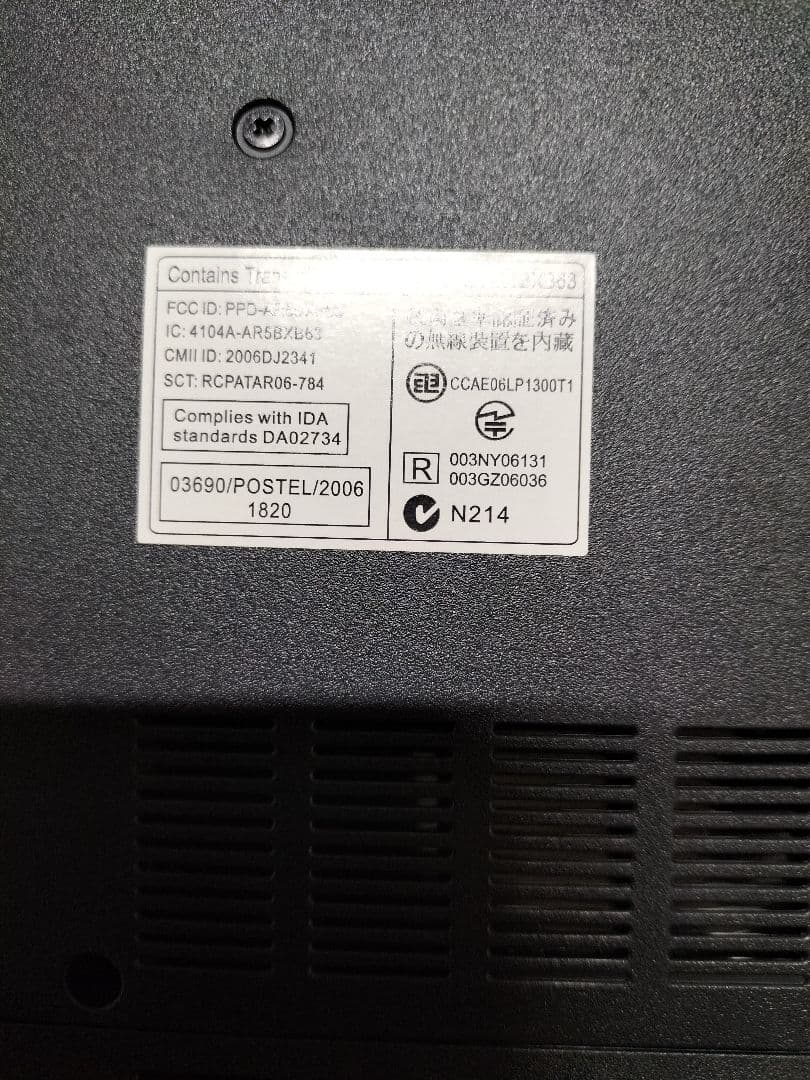 Contains
FCC ID:
IC: 4104A-AR5BXB63
CMII ID: 2006DJ2341
SCT: RCPATAR06-784
Complies with IDA
standards DA02734
03690/POSTEL/2006
1820
の無線装置を内蔵
CCAE06LP1300T1
R 003NY06131
003GZ06036
N214